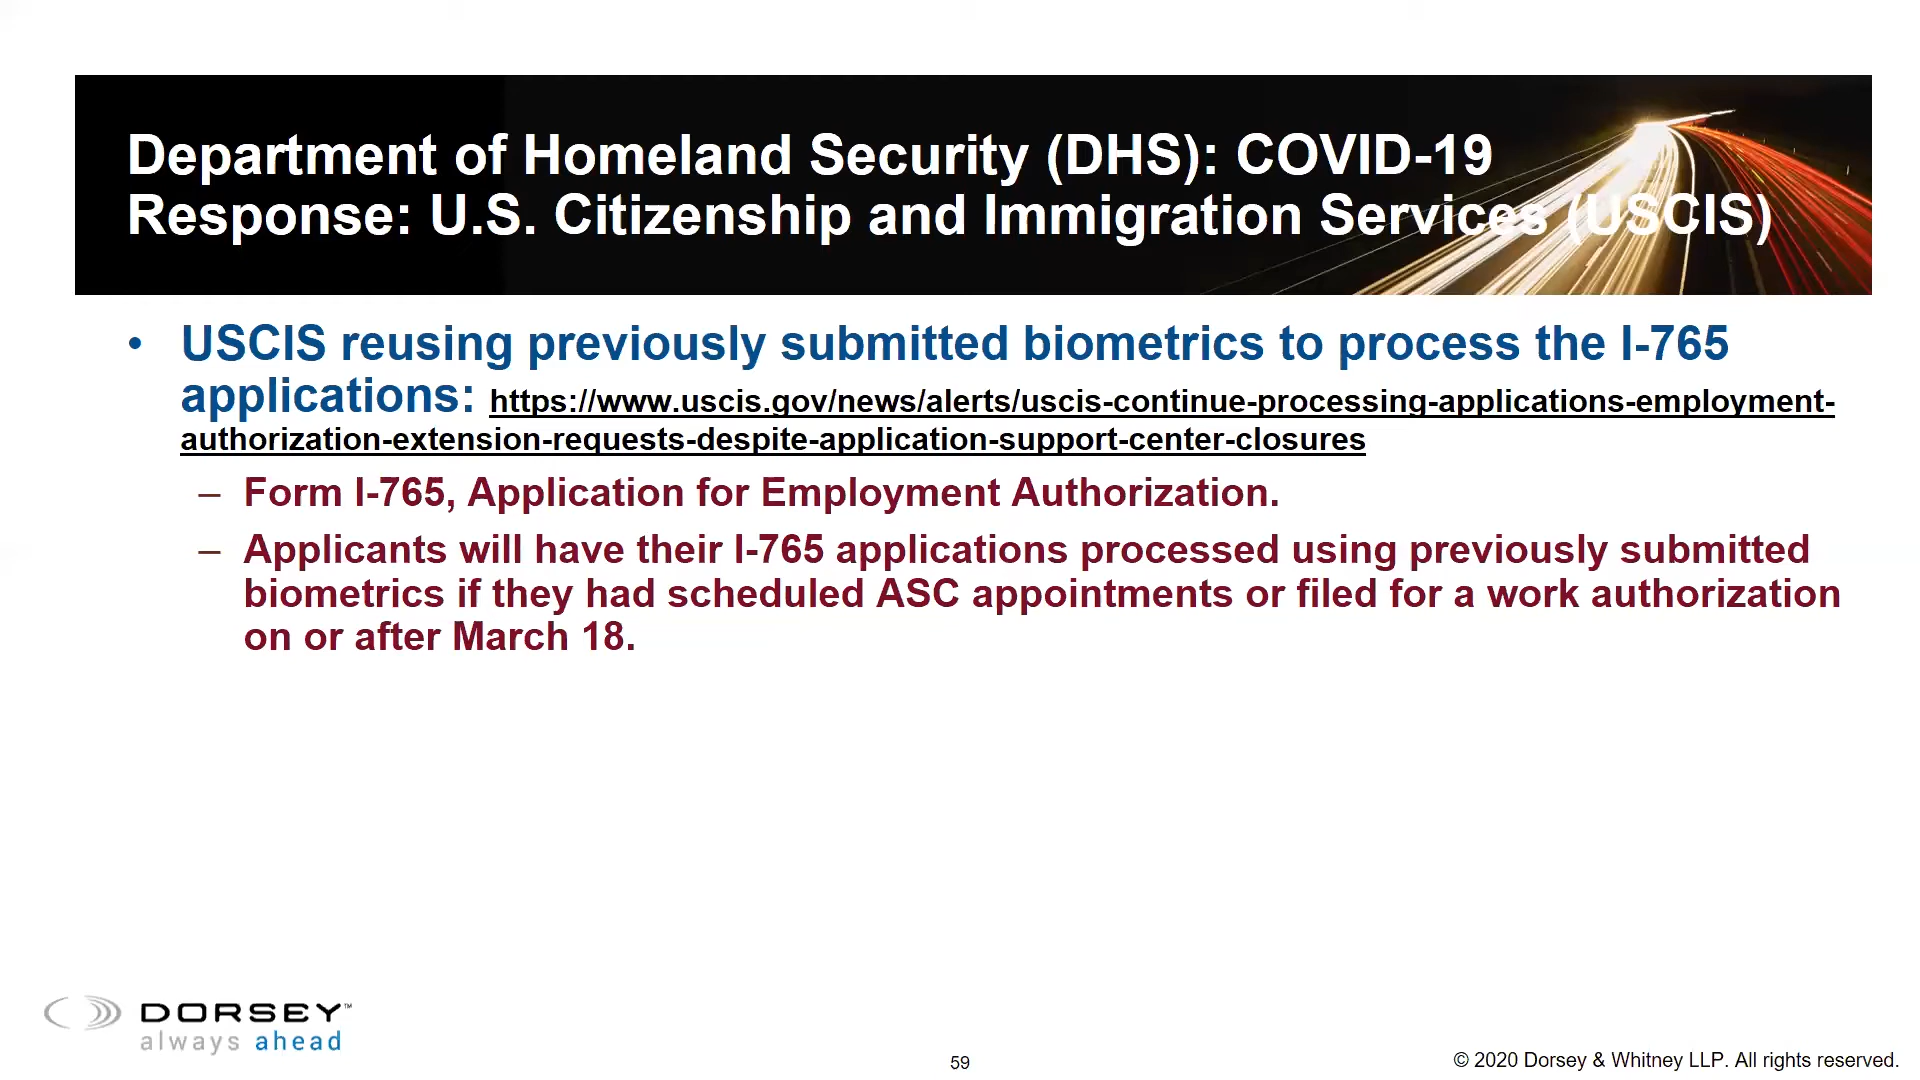 Department of Homeland Security (DHS): COVID-19
Response: U.S. Citizenship and Immigration Services (USCIS)
• USCIS reusing previously submitted biometrics to process the I-765
applications: https://www.uscis.gov/news/alerts/uscis-continue-processing-applications-employment-
authorization-extension-requests-despite-application-support-center-closures
– Form I-765, Application for Employment Authorization.
– Applicants will have their I-765 applications processed using previously submitted
biometrics if they had scheduled ASC appointments or filed for a work authorization
on or after March 18.
DORSEY™
always ahead
59
© 2020 Dorsey & Whitney LLP. All rights reserved.